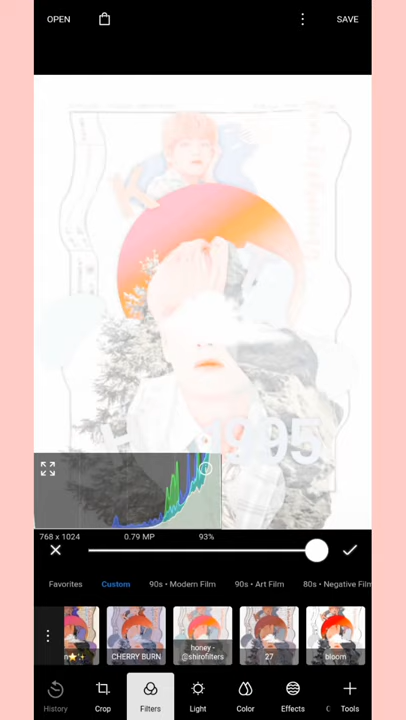 OPEN
SAVE
1995
768 x 1024 0.79 MP 93%
Favorites Custom 90s • Modern Film 90s • Art Film 80s • Negative Film
CHERRY BURN
honey -
@shirofilters
27
bloom
History Crop Filters Light Color Effects Tools